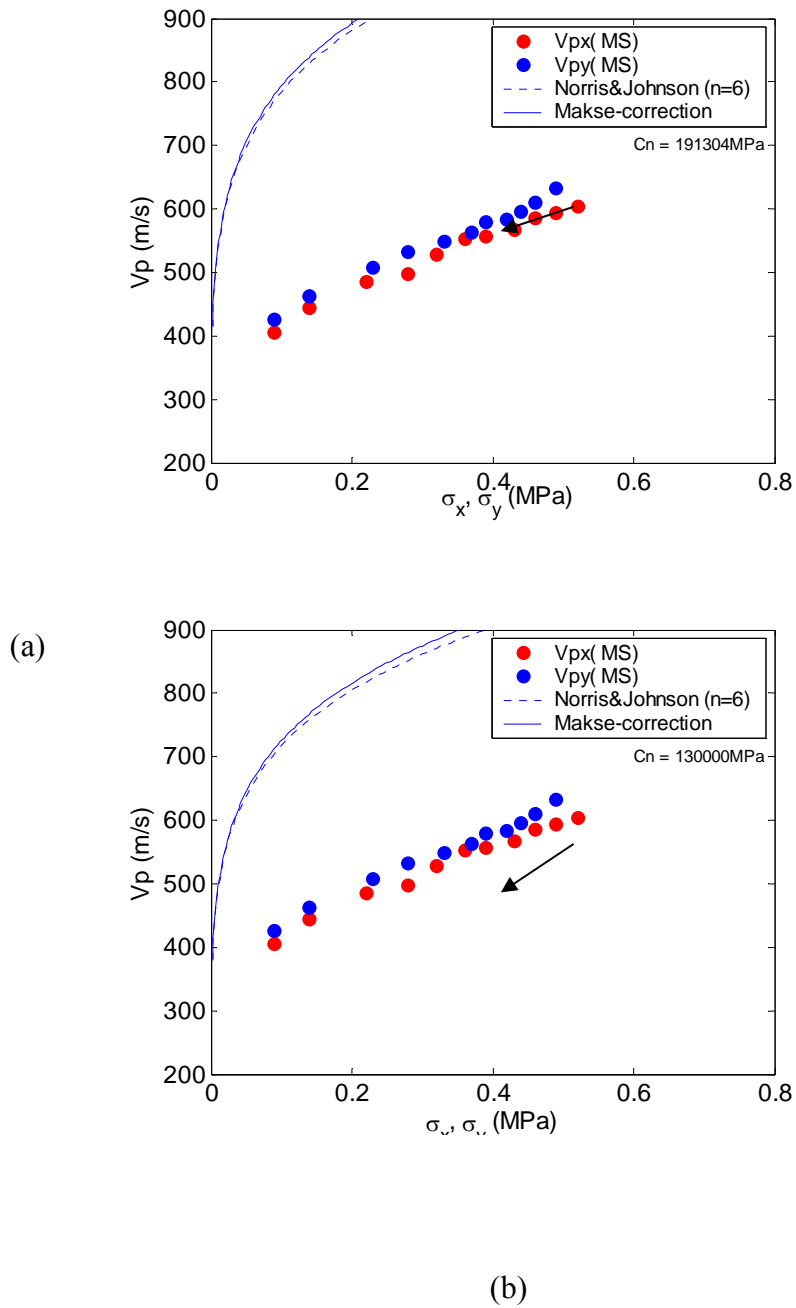 900
800
700
600
500
400
300
200
Vp (m/s)
0
0.2
0.4
0.6
0.8
σx, σy (MPa)
Vpx( MS)
Vpy( MS)
Norris&Johnson (n=6)
Makse-correction
Cn = 191304MPa
(a)
900
800
700
600
500
400
300
200
Vp (m/s)
0
0.2
0.4
0.6
0.8
σx, σy (MPa)
Vpx( MS)
Vpy( MS)
Norris&Johnson (n=6)
Makse-correction
Cn = 130000MPa
(b)